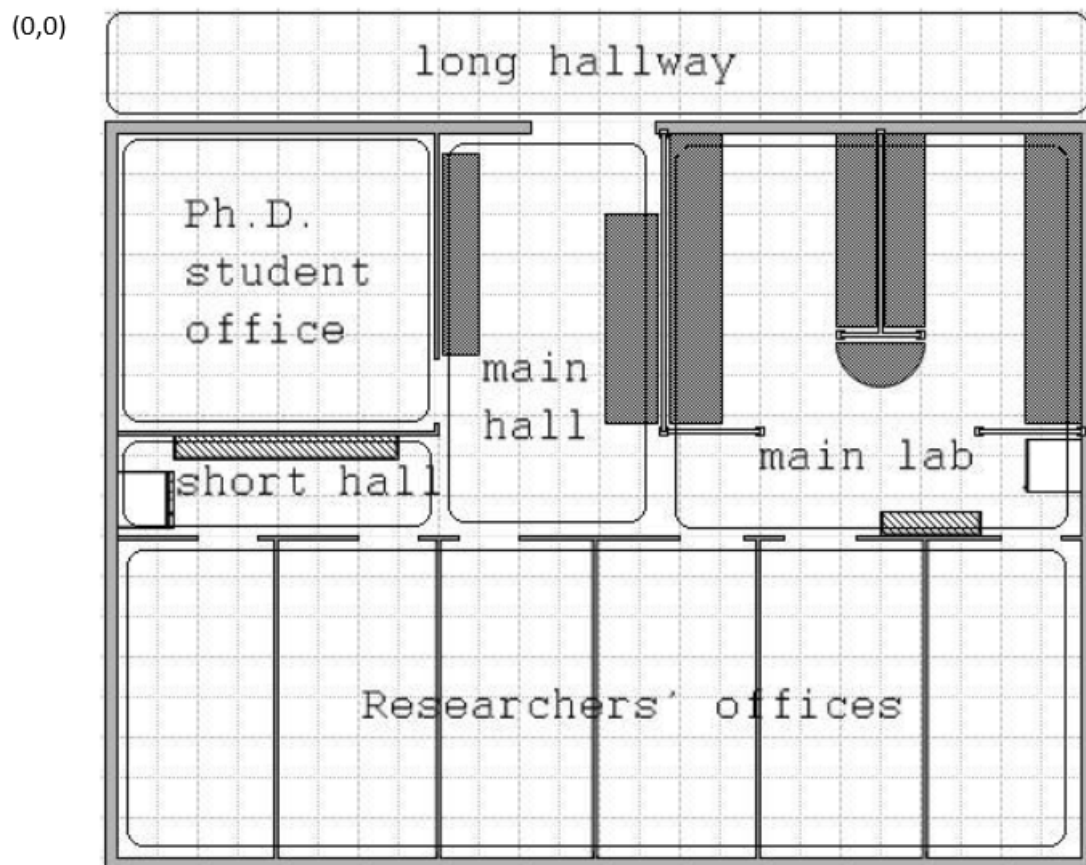 (0,0)
long hallway
Ph.D.
student
office
main
hall
short hall
main lab
Researchers´ offices